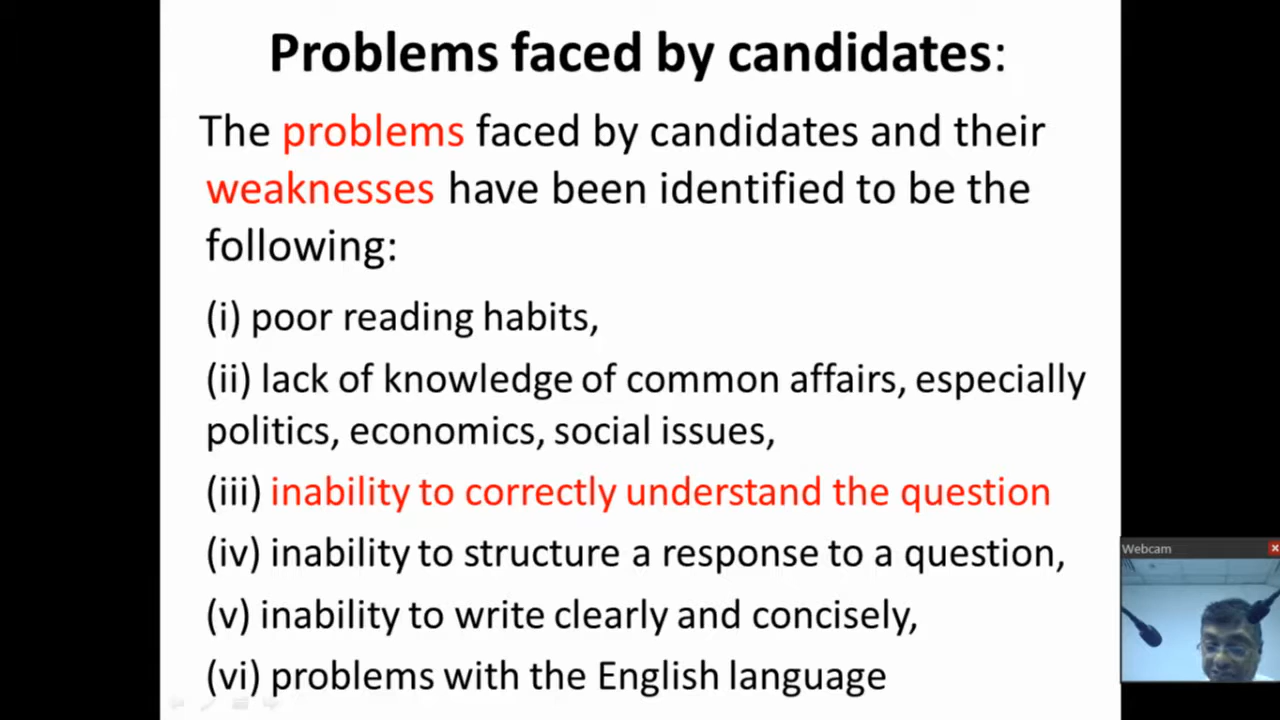 Problems faced by candidates:
The problems faced by candidates and their
weaknesses have been identified to be the
following:
(i) poor reading habits,
(ii) lack of knowledge of common affairs, especially
politics, economics, social issues,
(iii) inability to correctly understand the question
(iv) inability to structure a response to a question,
(v) inability to write clearly and concisely,
(vi) problems with the English language
Webcam